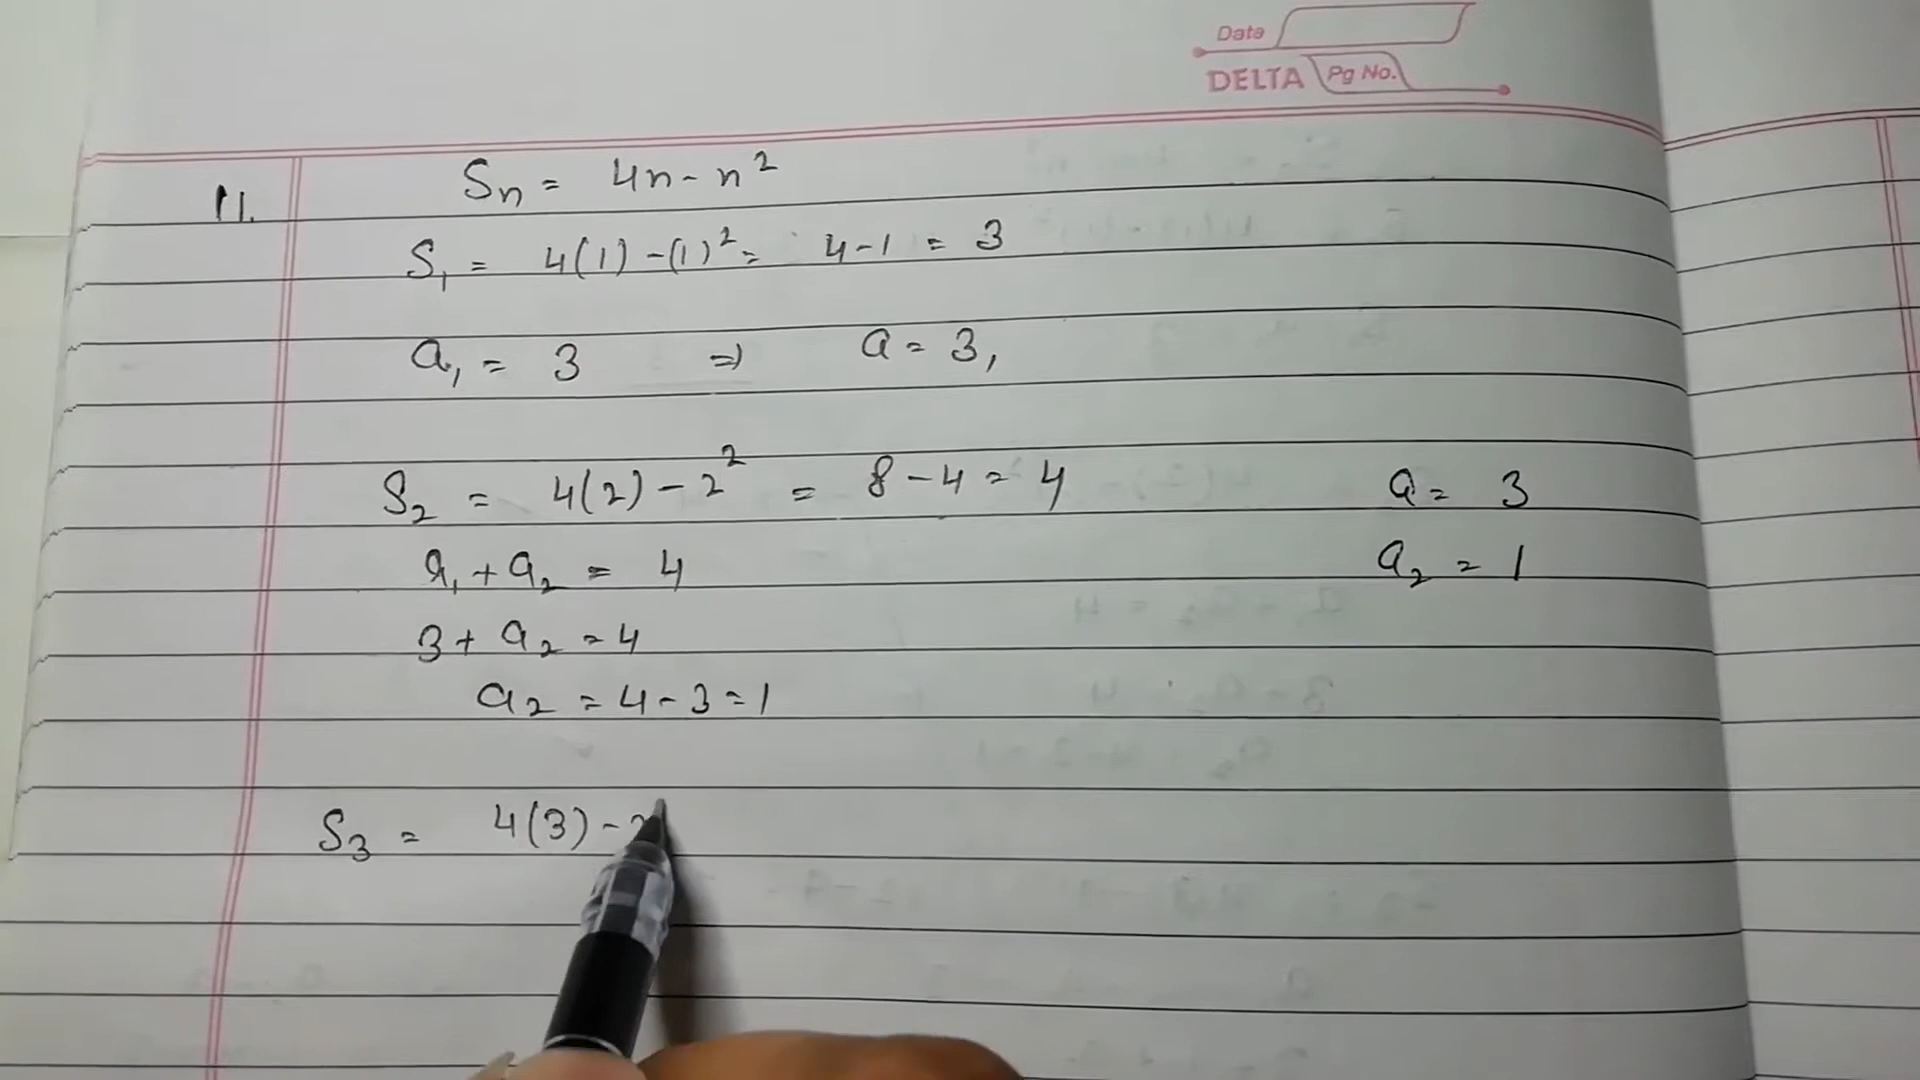 Date
DELTA Pg No.
11. Sn = 4n - n²
S₁ = 4(1) - (1)² = 4 - 1 = 3
a₁ = 3 ⇒ a = 3,
S₂ = 4(2) - 2² = 8 - 4 = 4
a = 3
a₁ + a₂ = 4
a₂ = 1
3 + a₂ = 4
a₂ = 4 - 3 = 1
S₃ = 4(3) -